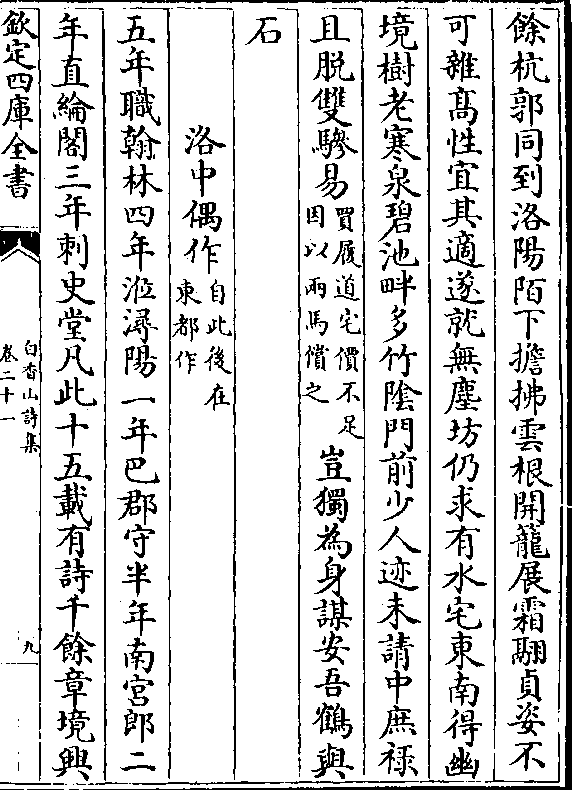 餘杭郭同到洛陽陌下擔拂雲根開籠展霜翮貞姿不
可雜高性宜其適遂就無塵坊仍求有水宅東南得幽
境樹老寒泉碧池畔多竹陰門前少人迹未請中庶祿
且脫雙驂易買履道宅價不足因以兩馬償之豈獨為身謀安吾鶴與
石
洛中偶作自此後在東都作
五年職翰林四年涖潯陽一年巴郡守半年南宮郎二
年直綸閣三年刺史堂凡此十五載有詩千餘章境興
欽定四庫全書
白香山詩集
卷二十一
九